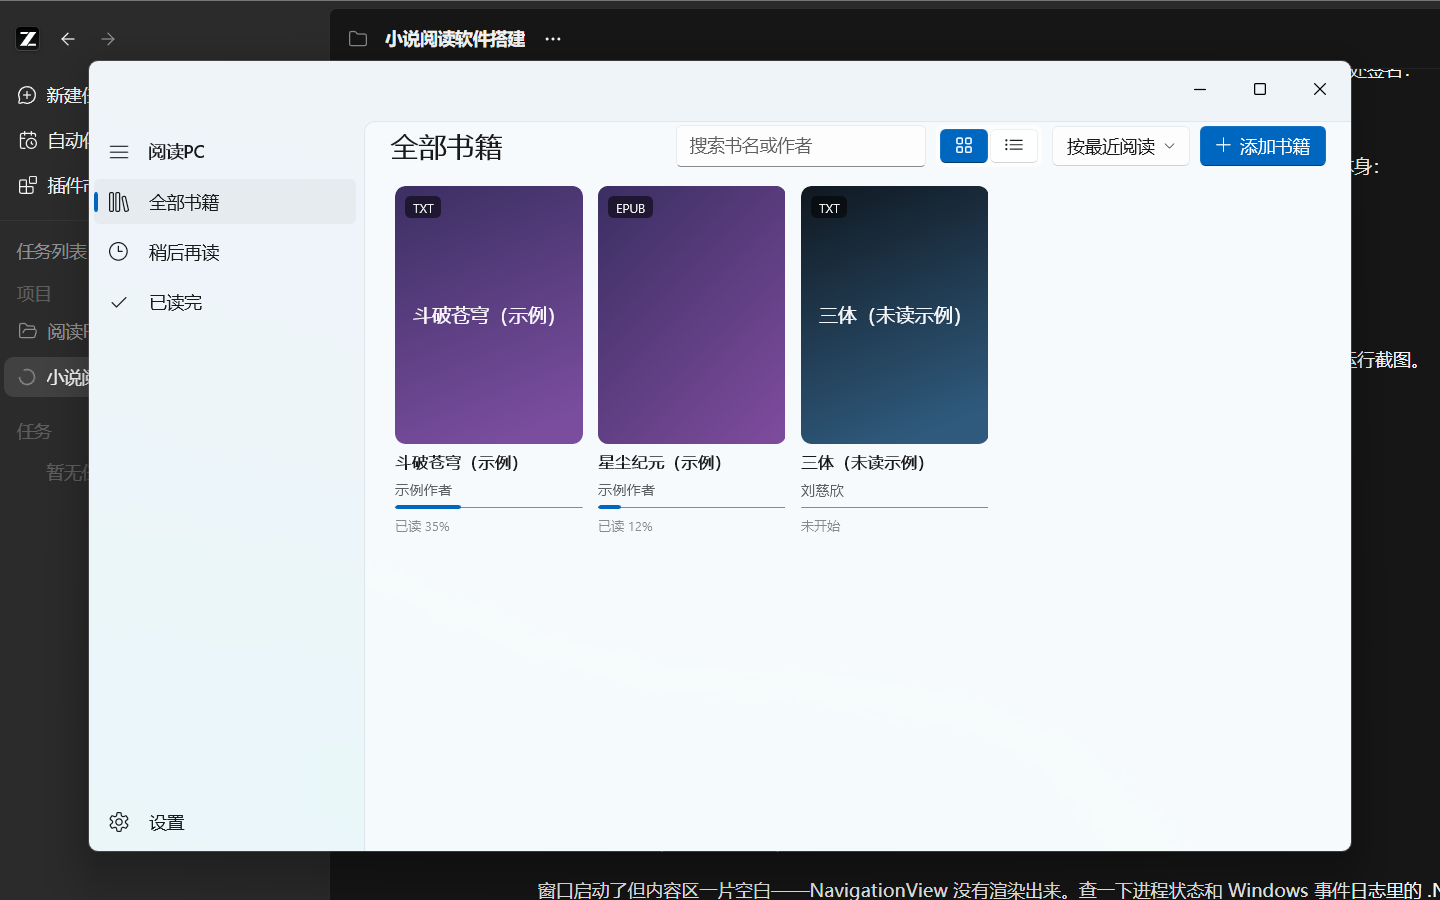 Z
小说阅读软件搭建
新建
自动
插件
任务列表
项目
阅读
小说
任务
暂无
阅读PC
全部书籍
稍后再读
已读完
设置
全部书籍
搜索书名或作者
按最近阅读
添加书籍
TXT
斗破苍穹（示例）
斗破苍穹（示例）
示例作者
已读 35%
EPUB
星尘纪元（示例）
示例作者
已读 12%
TXT
三体（未读示例）
三体（未读示例）
刘慈欣
未开始
签名：
身：
运行截图。
窗口启动了但内容区一片空白——NavigationView 没有渲染出来。查一下进程状态和 Windows 事件日志里的 .N